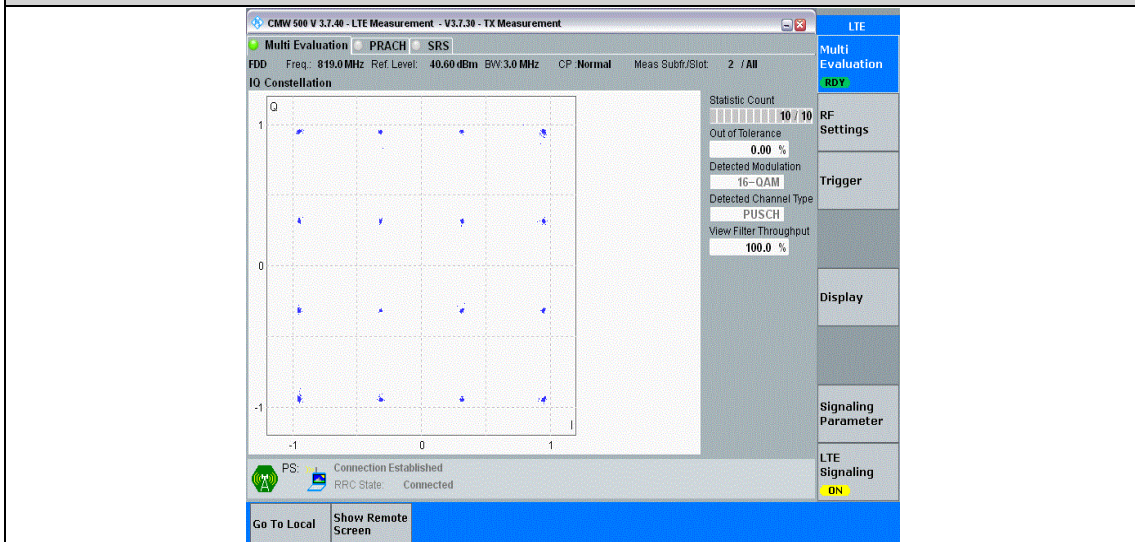 CMW 500 V 3.7.40 - LTE Measurement - V3.7.30 - TX Measurement
LTE
Multi Evaluation PRACH SRS
Multi
Evaluation
RDY
FDD Freq.: 819.0 MHz Ref. Level: 40.60 dBm BW: 3.0 MHz CP :Normal Meas Subfr./Slot: 2 / All
IQ Constellation
Q
1
0
-1
I
-1 0 1
Statistic Count
10 / 10
Out of Tolerance
0.00 %
Detected Modulation
16-QAM
Detected Channel Type
PUSCH
View Filter Throughput
100.0 %
RF
Settings
Trigger
Display
Signaling
Parameter
LTE
Signaling
ON
PS: Connection Established
RRC State: Connected
Go To Local
Show Remote
Screen